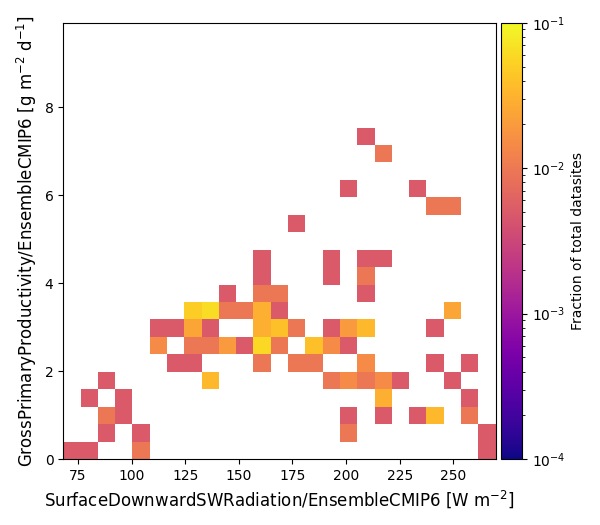 GrossPrimaryProductivity/EnsembleCMIP6 [g m⁻² d⁻¹]
8
6
4
2
0
75 100 125 150 175 200 225 250
SurfaceDownwardSWRadiation/EnsembleCMIP6 [W m⁻²]
10⁻¹
10⁻²
10⁻³
10⁻⁴
Fraction of total datasites